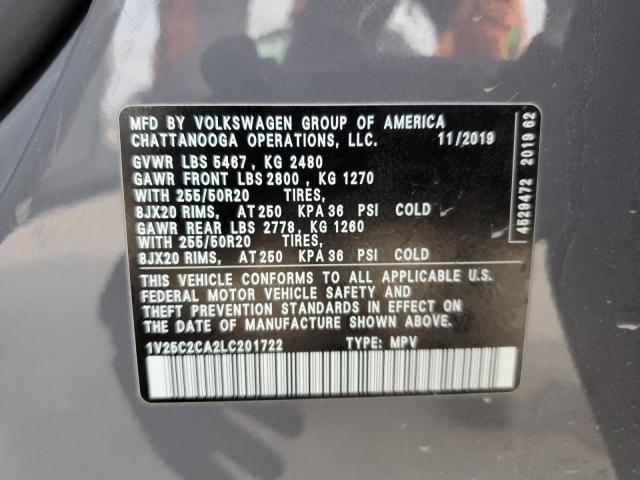 MFD BY VOLKSWAGEN GROUP OF AMERICA
CHATTANOOGA OPERATIONS, LLC. 11/2019
GVWR LBS 5467, KG 2480
GAWR FRONT LBS 2800, KG 1270
WITH 255/50R20 TIRES,
8JX20 RIMS, AT 250 KPA 36 PSI COLD
GAWR REAR LBS 2778, KG 1260
WITH 255/50R20 TIRES,
8JX20 RIMS, AT 250 KPA 36 PSI COLD
THIS VEHICLE CONFORMS TO ALL APPLICABLE U.S.
FEDERAL MOTOR VEHICLE SAFETY AND
THEFT PREVENTION STANDARDS IN EFFECT ON
THE DATE OF MANUFACTURE SHOWN ABOVE.
1V25C2CA2LC201722 TYPE: MPV
4529472 2019 62